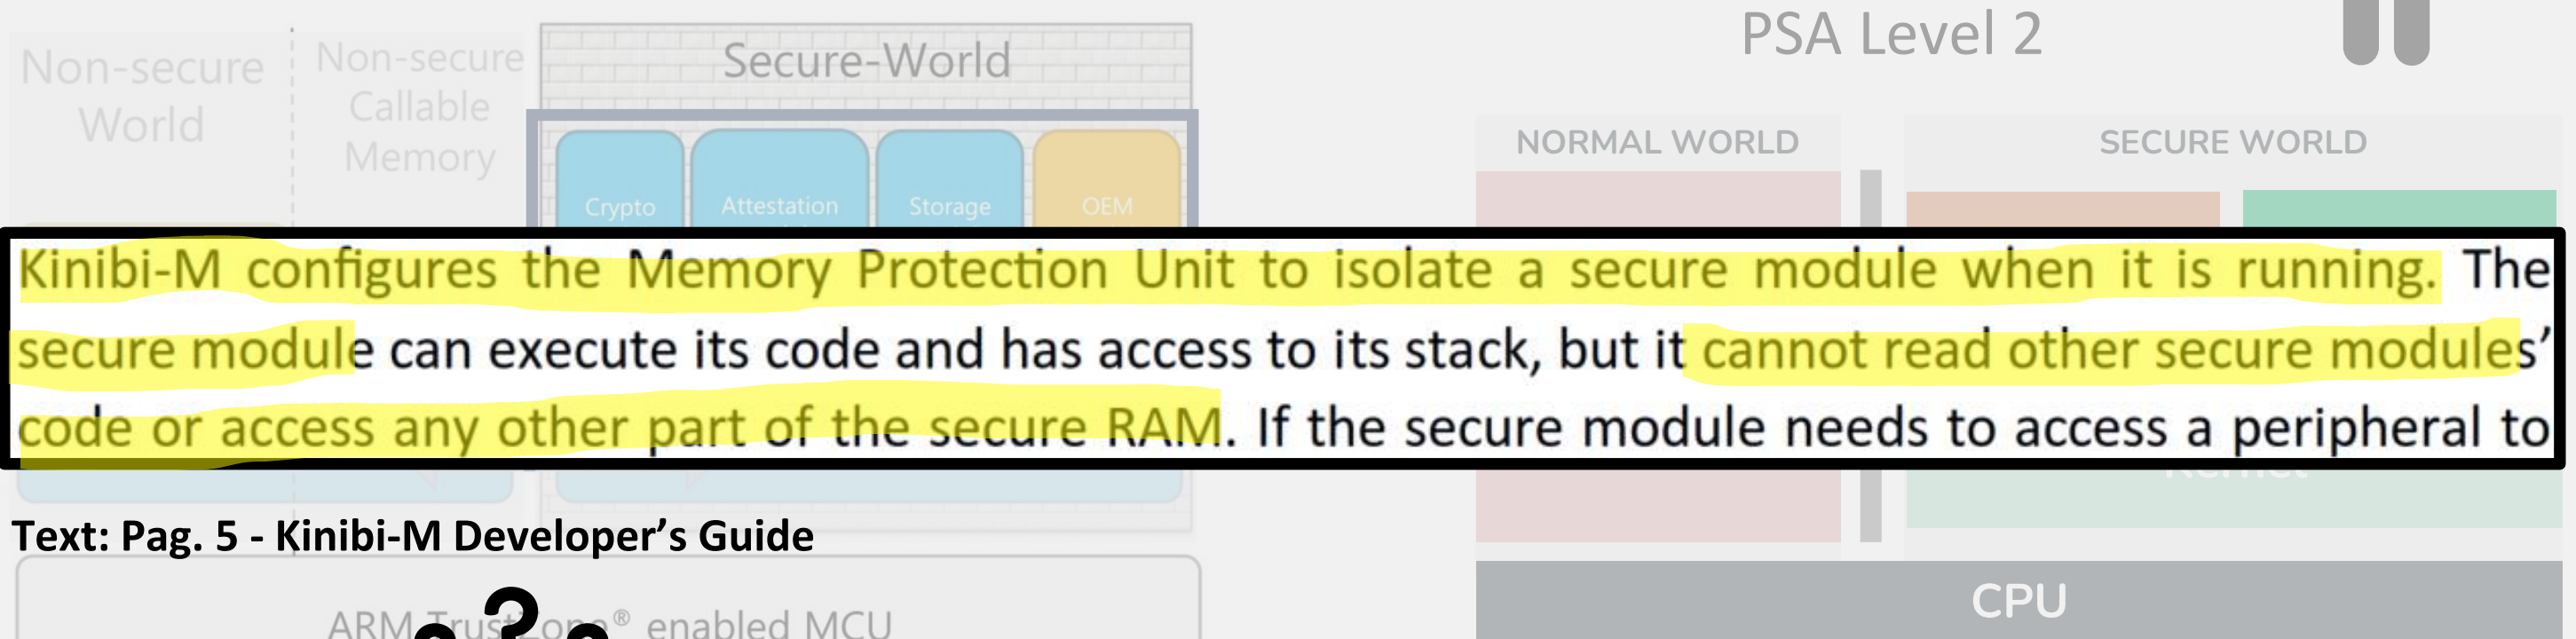 Non-secure
World
Non-secure
Callable
Memory
Secure-World
Crypto
Attestation
Storage
OEM
PSA Level 2
NORMAL WORLD
SECURE WORLD
Kinibi-M configures the Memory Protection Unit to isolate a secure module when it is running. The
secure module can execute its code and has access to its stack, but it cannot read other secure modules'
code or access any other part of the secure RAM. If the secure module needs to access a peripheral to
Text: Pag. 5 - Kinibi-M Developer's Guide
ARM TrustZone® enabled MCU
CPU